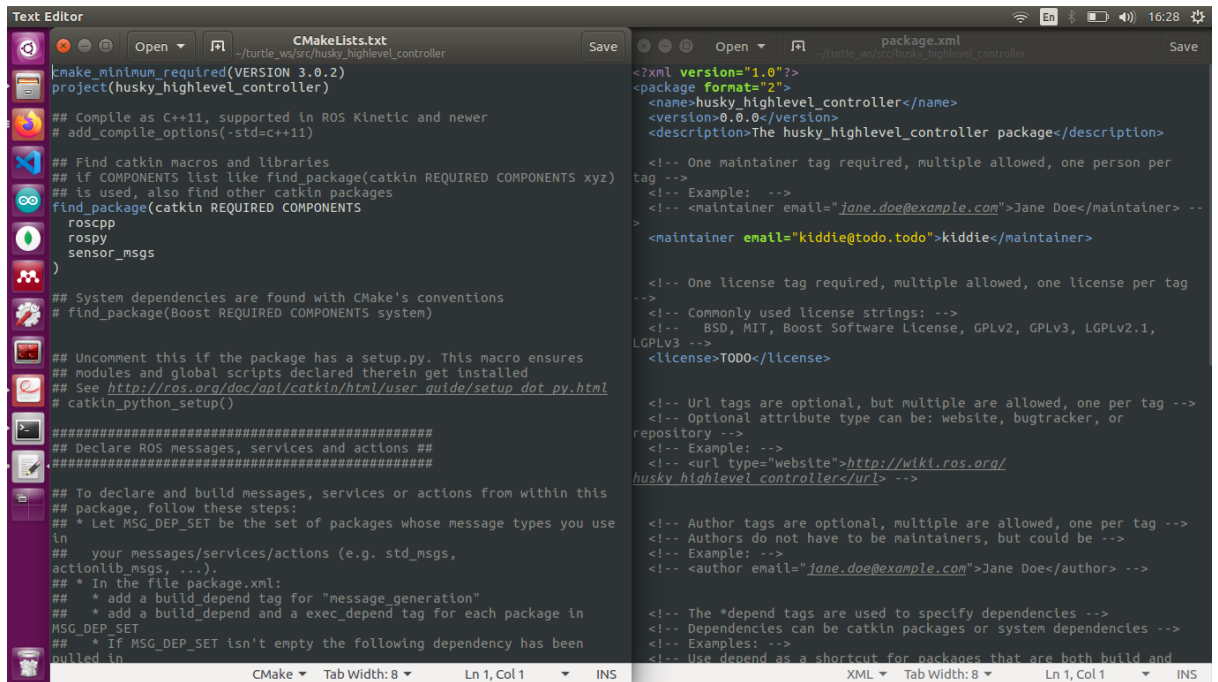 Text Editor
En
16:28
Open
CMakeLists.txt
~/turtle_ws/src/husky_highlevel_controller
Save
cmake_minimum_required(VERSION 3.0.2)
project(husky_highlevel_controller)
## Compile as C++11, supported in ROS Kinetic and newer
# add_compile_options(-std=c++11)
## Find catkin macros and libraries
## if COMPONENTS list like find_package(catkin REQUIRED COMPONENTS xyz)
## is used, also find other catkin packages
find_package(catkin REQUIRED COMPONENTS
  roscpp
  rospy
  sensor_msgs
)
## System dependencies are found with CMake's conventions
# find_package(Boost REQUIRED COMPONENTS system)
## Uncomment this if the package has a setup.py. This macro ensures
## modules and global scripts declared therein get installed
## See http://ros.org/doc/api/catkin/html/user_guide/setup_dot_py.html
# catkin_python_setup()
################################################
## Declare ROS messages, services and actions ##
################################################
## To declare and build messages, services or actions from within this
## package, follow these steps:
## * Let MSG_DEP_SET be the set of packages whose message types you use
in
##   your messages/services/actions (e.g. std_msgs,
actionlib_msgs, ...).
## * In the file package.xml:
##   * add a build_depend tag for "message_generation"
##   * add a build_depend and a exec_depend tag for each package in
MSG_DEP_SET
##   * If MSG_DEP_SET isn't empty the following dependency has been
pulled in
CMake
Tab Width: 8
Ln 1, Col 1
INS
Open
package.xml
~/turtle_ws/src/husky_highlevel_controller
Save
<?xml version="1.0"?>
<package format="2">
  <name>husky_highlevel_controller</name>
  <version>0.0.0</version>
  <description>The husky_highlevel_controller package</description>
  <!-- One maintainer tag required, multiple allowed, one person per
tag -->
  <!-- Example:  -->
  <!-- <maintainer email="jane.doe@example.com">Jane Doe</maintainer> --
>
  <maintainer email="kiddie@todo.todo">kiddie</maintainer>
  <!-- One license tag required, multiple allowed, one license per tag
-->
  <!-- Commonly used license strings: -->
  <!--   BSD, MIT, Boost Software License, GPLv2, GPLv3, LGPLv2.1,
LGPLv3 -->
  <license>TODO</license>
  <!-- Url tags are optional, but multiple are allowed, one per tag -->
  <!-- Optional attribute type can be: website, bugtracker, or
repository -->
  <!-- Example: -->
  <!-- <url type="website">http://wiki.ros.org/
husky_highlevel_controller</url> -->
  <!-- Author tags are optional, multiple are allowed, one per tag -->
  <!-- Authors do not have to be maintainers, but could be -->
  <!-- Example: -->
  <!-- <author email="jane.doe@example.com">Jane Doe</author> -->
  <!-- The *depend tags are used to specify dependencies -->
  <!-- Dependencies can be catkin packages or system dependencies -->
  <!-- Examples: -->
  <!-- Use depend as a shortcut for packages that are both build and
XML
Tab Width: 8
Ln 1, Col 1
INS